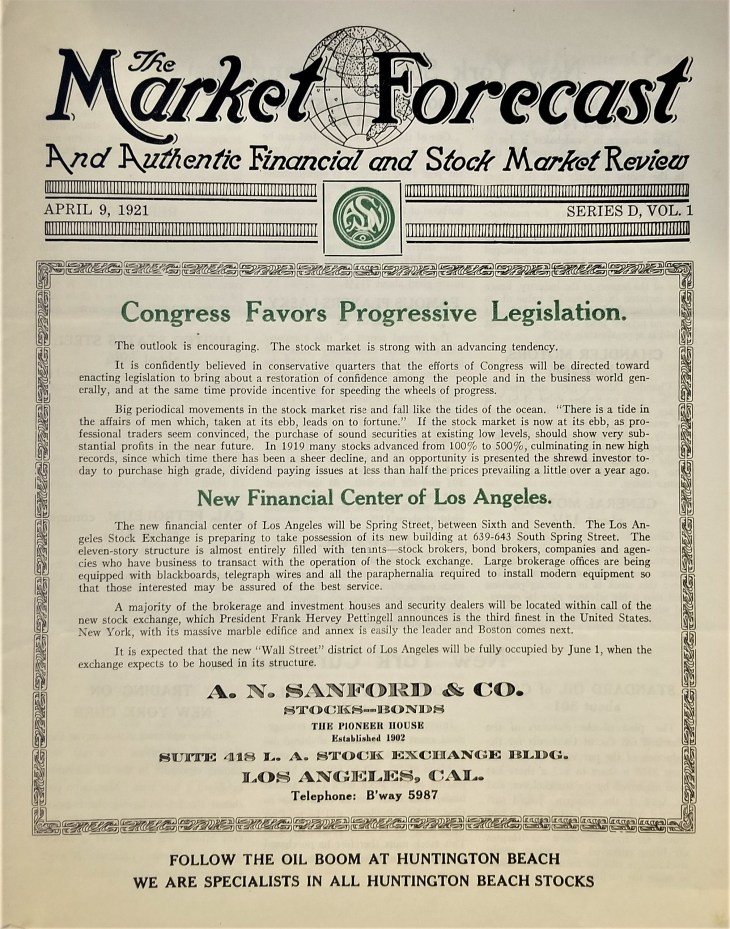 The Market Forecast
And Authentic Financial and Stock Market Review
APRIL 9, 1921
ASN
SERIES D, VOL. 1
Congress Favors Progressive Legislation.
The outlook is encouraging. The stock market is strong with an advancing tendency.
It is confidently believed in conservative quarters that the efforts of Congress will be directed toward
enacting legislation to bring about a restoration of confidence among the people and in the business world gen-
erally, and at the same time provide incentive for speeding the wheels of progress.
Big periodical movements in the stock market rise and fall like the tides of the ocean. "There is a tide in
the affairs of men which, taken at its ebb, leads on to fortune." If the stock market is now at its ebb, as pro-
fessional traders seem convinced, the purchase of sound securities at existing low levels, should show very sub-
stantial profits in the near future. In 1919 many stocks advanced from 100% to 500%, culminating in new high
records, since which time there has been a sheer decline, and an opportunity is presented the shrewd investor to-
day to purchase high grade, dividend paying issues at less than half the prices prevailing a little over a year ago.
New Financial Center of Los Angeles.
The new financial center of Los Angeles will be Spring Street, between Sixth and Seventh. The Los An-
geles Stock Exchange is preparing to take possession of its new building at 639-643 South Spring Street. The
eleven-story structure is almost entirely filled with tenants—stock brokers, bond brokers, companies and agen-
cies who have business to transact with the operation of the stock exchange. Large brokerage offices are being
equipped with blackboards, telegraph wires and all the paraphernalia required to install modern equipment so
that those interested may be assured of the best service.
A majority of the brokerage and investment houses and security dealers will be located within call of the
new stock exchange, which President Frank Hervey Pettingell announces is the third finest in the United States.
New York, with its massive marble edifice and annex is easily the leader and Boston comes next.
It is expected that the new "Wall Street" district of Los Angeles will be fully occupied by June 1, when the
exchange expects to be housed in its structure.
A. N. SANFORD & CO.
STOCKS--BONDS
THE PIONEER HOUSE
Established 1902
SUITE 418 L. A. STOCK EXCHANGE BLDG.
LOS ANGELES, CAL.
Telephone: B'way 5987
FOLLOW THE OIL BOOM AT HUNTINGTON BEACH
WE ARE SPECIALISTS IN ALL HUNTINGTON BEACH STOCKS